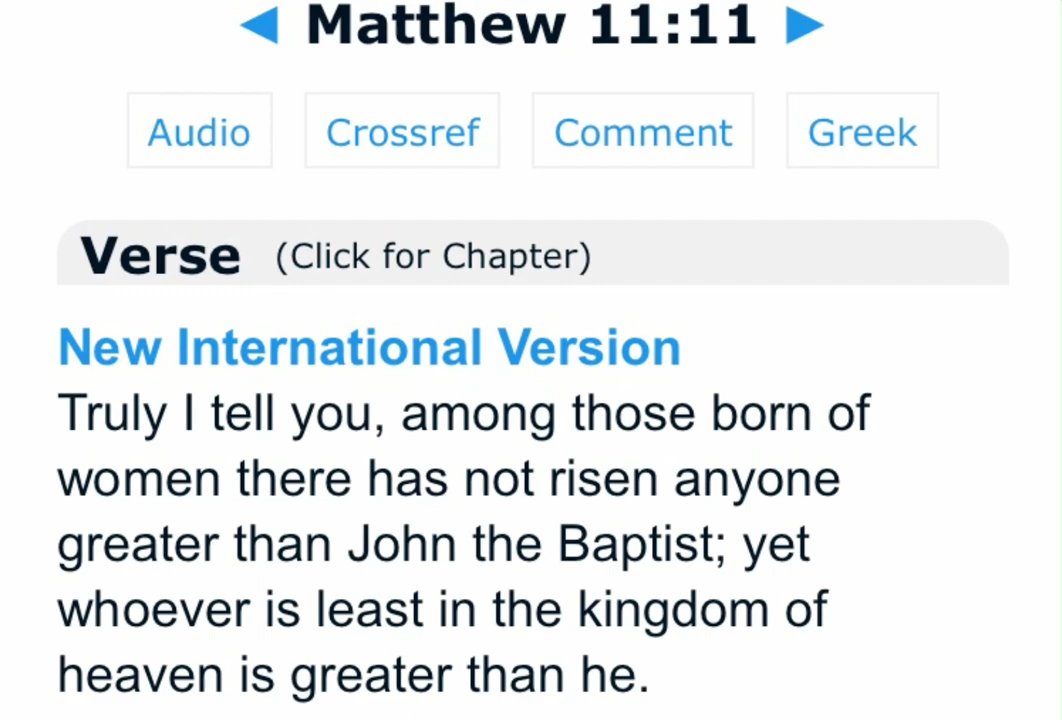 Matthew 11:11
Audio Crossref Comment Greek
Verse (Click for Chapter)
New International Version
Truly I tell you, among those born of
women there has not risen anyone
greater than John the Baptist; yet
whoever is least in the kingdom of
heaven is greater than he.